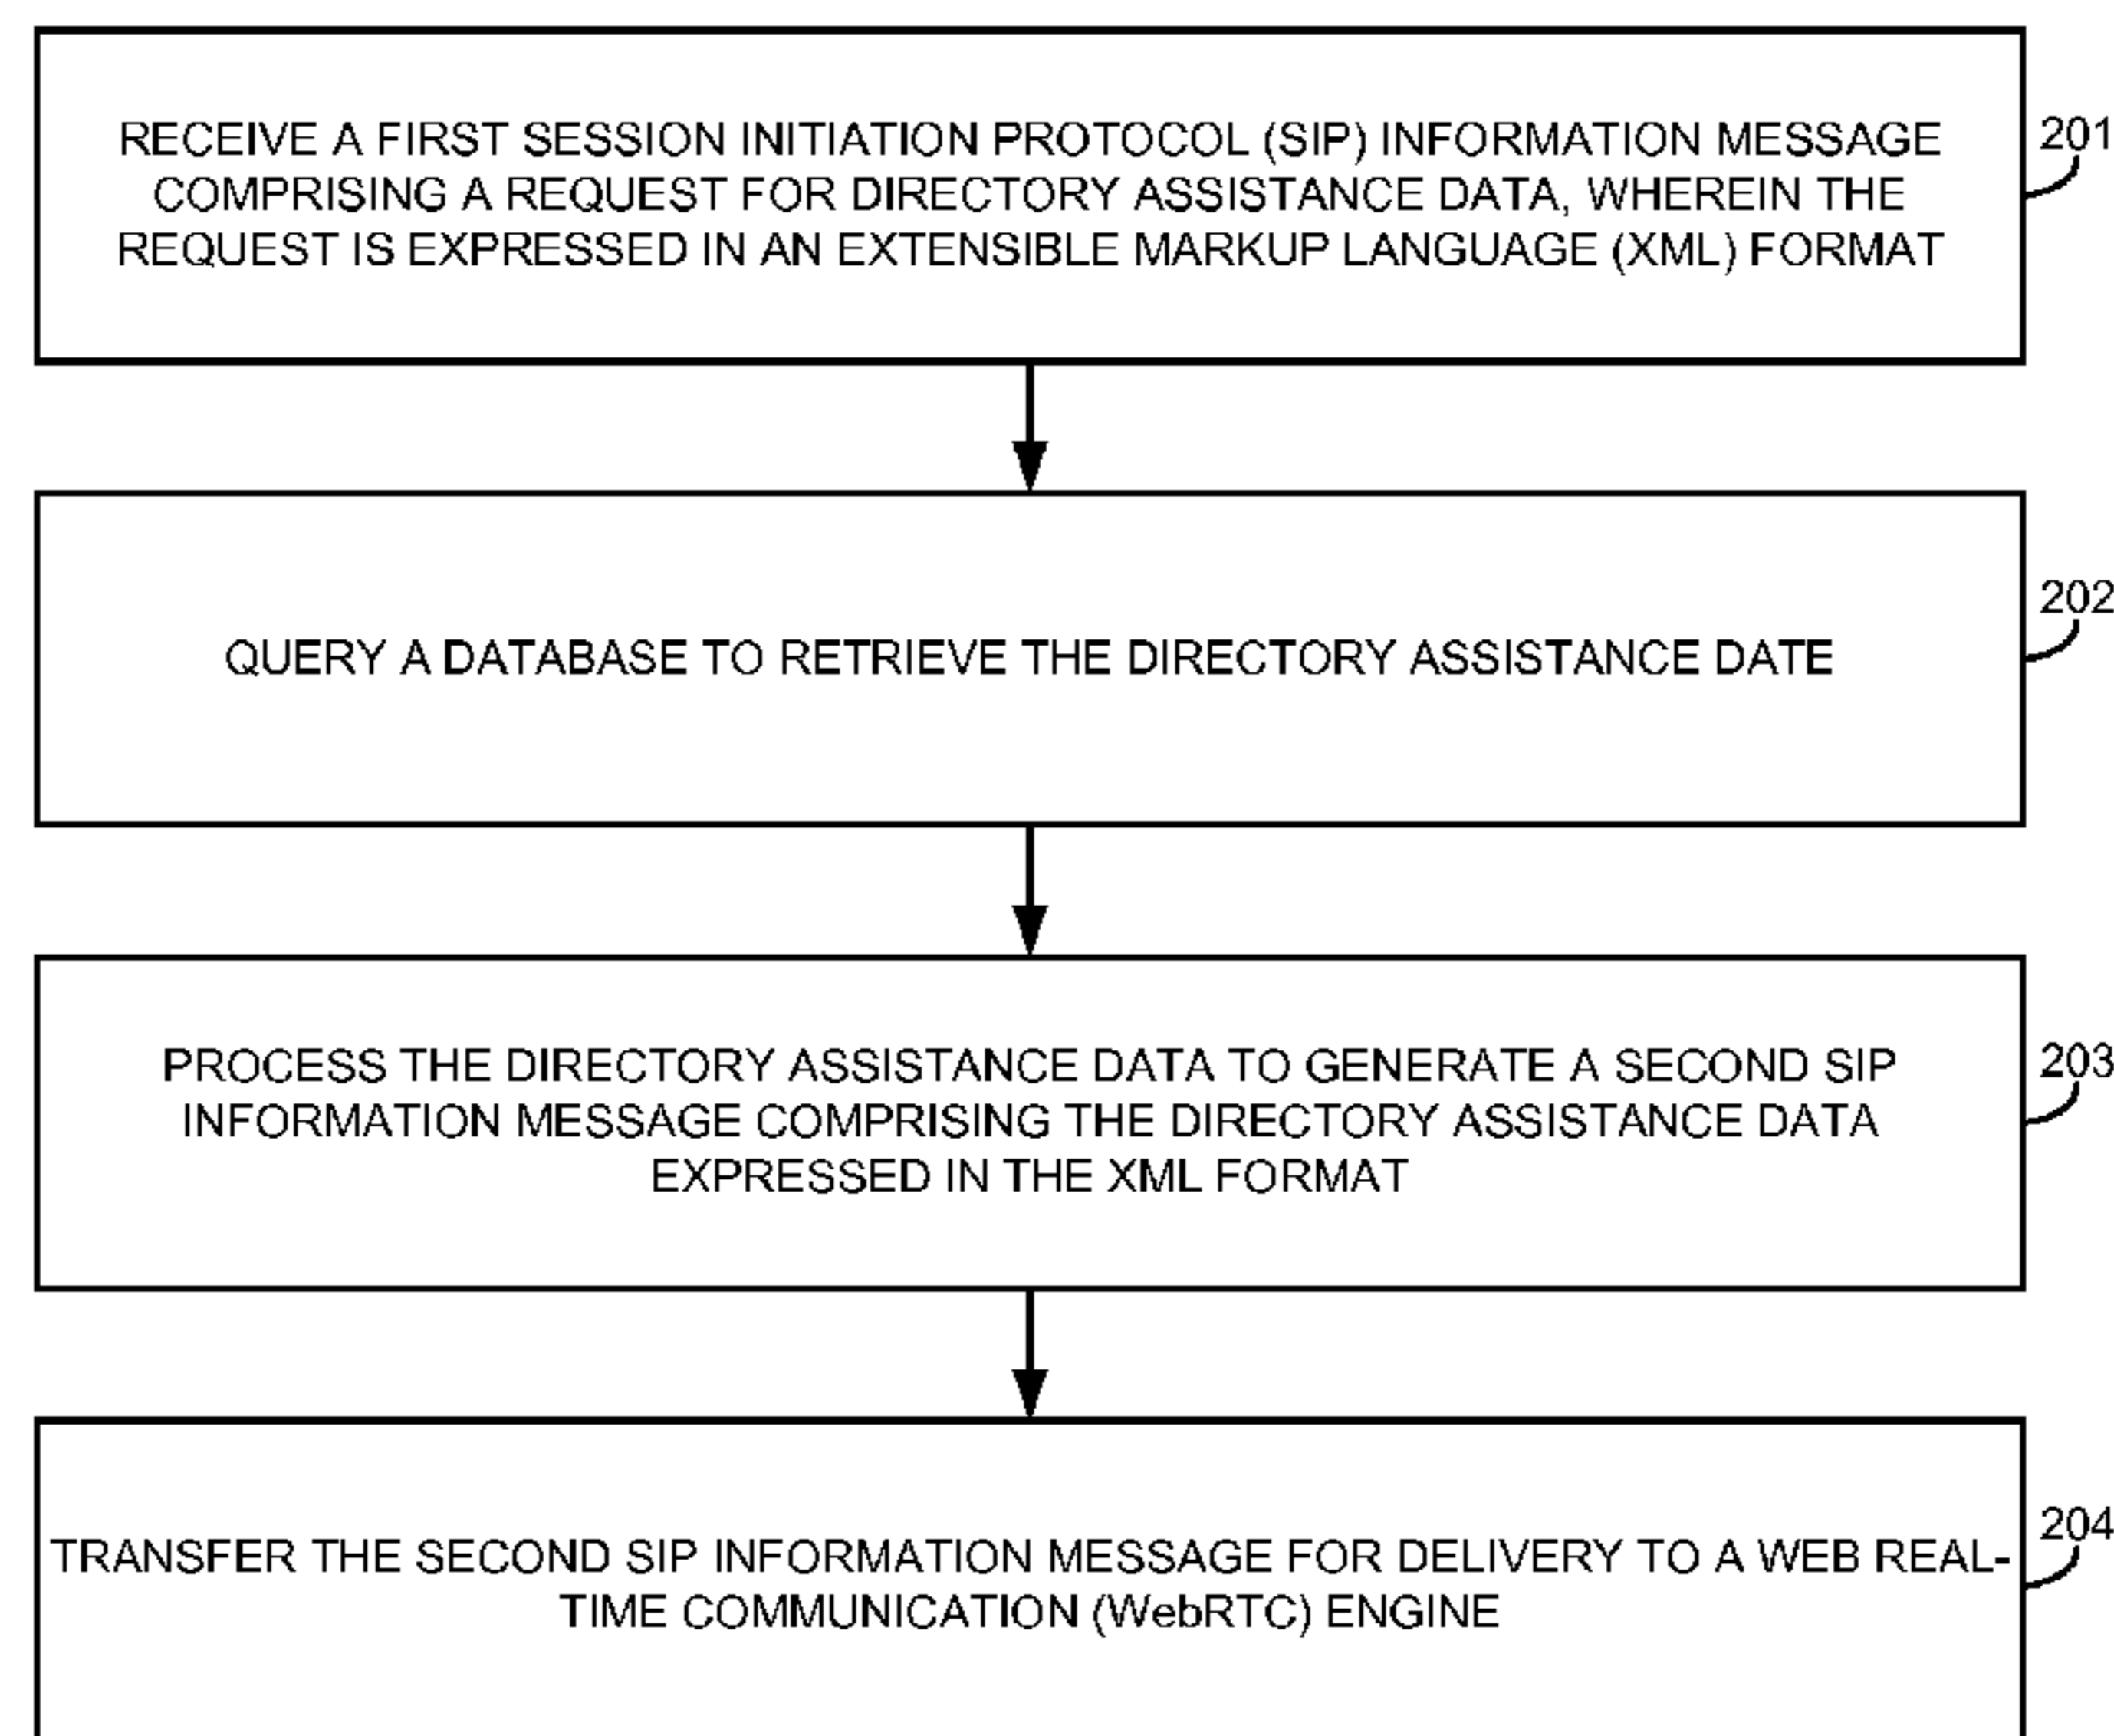 RECEIVE A FIRST SESSION INITIATION PROTOCOL (SIP) INFORMATION MESSAGE
COMPRISING A REQUEST FOR DIRECTORY ASSISTANCE DATA, WHEREIN THE
REQUEST IS EXPRESSED IN AN EXTENSIBLE MARKUP LANGUAGE (XML) FORMAT
201
QUERY A DATABASE TO RETRIEVE THE DIRECTORY ASSISTANCE DATE
202
PROCESS THE DIRECTORY ASSISTANCE DATA TO GENERATE A SECOND SIP
INFORMATION MESSAGE COMPRISING THE DIRECTORY ASSISTANCE DATA
EXPRESSED IN THE XML FORMAT
203
TRANSFER THE SECOND SIP INFORMATION MESSAGE FOR DELIVERY TO A WEB REAL-
TIME COMMUNICATION (WebRTC) ENGINE
204